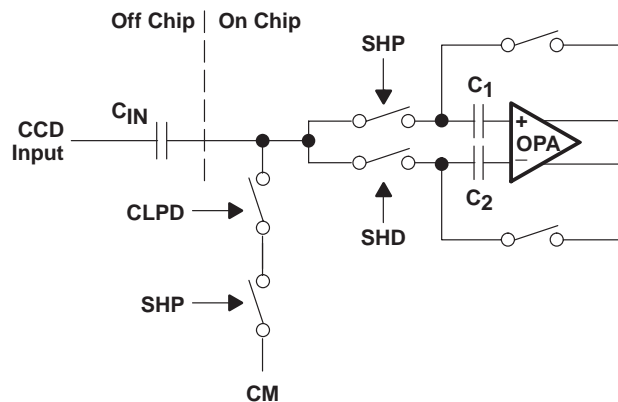 Off Chip
On Chip
SHP
C1
CIN
CCD
Input
+
OPA
–
C2
CLPD
SHD
SHP
CM